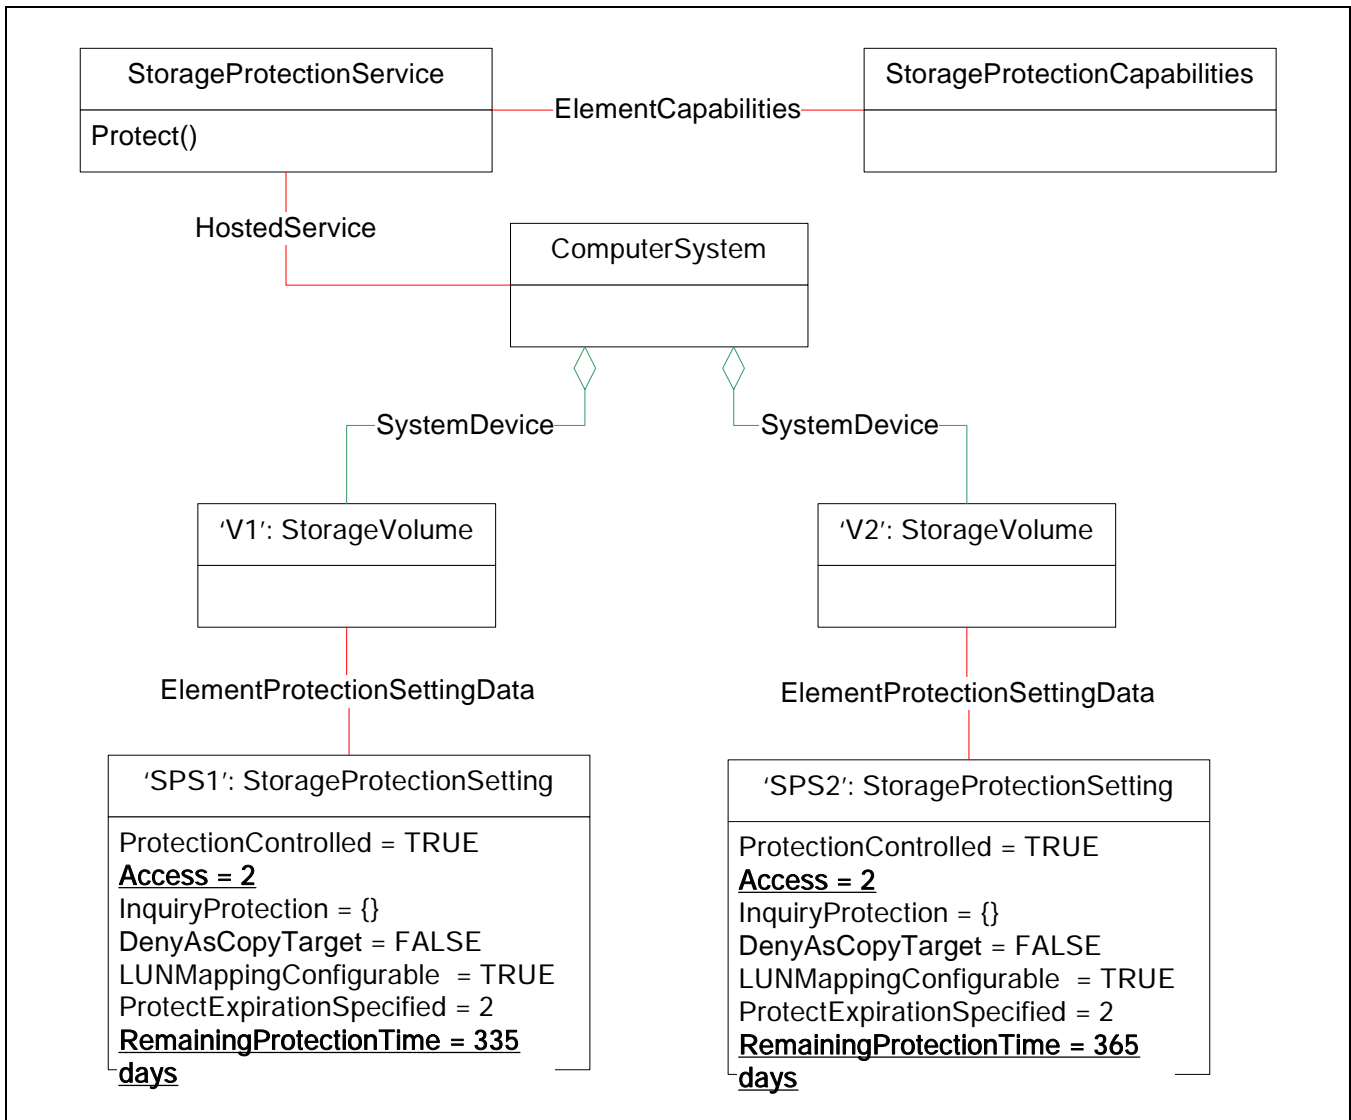 StorageProtectionService
Protect()
ElementCapabilities
StorageProtectionCapabilities
HostedService
ComputerSystem
SystemDevice
SystemDevice
‘V1’: StorageVolume
‘V2’: StorageVolume
ElementProtectionSettingData
ElementProtectionSettingData
‘SPS1’: StorageProtectionSetting
ProtectionControlled = TRUE
Access = 2
InquiryProtection = {}
DenyAsCopyTarget = FALSE
LUNMappingConfigurable = TRUE
ProtectExpirationSpecified = 2
RemainingProtectionTime = 335
days
‘SPS2’: StorageProtectionSetting
ProtectionControlled = TRUE
Access = 2
InquiryProtection = {}
DenyAsCopyTarget = FALSE
LUNMappingConfigurable = TRUE
ProtectExpirationSpecified = 2
RemainingProtectionTime = 365
days